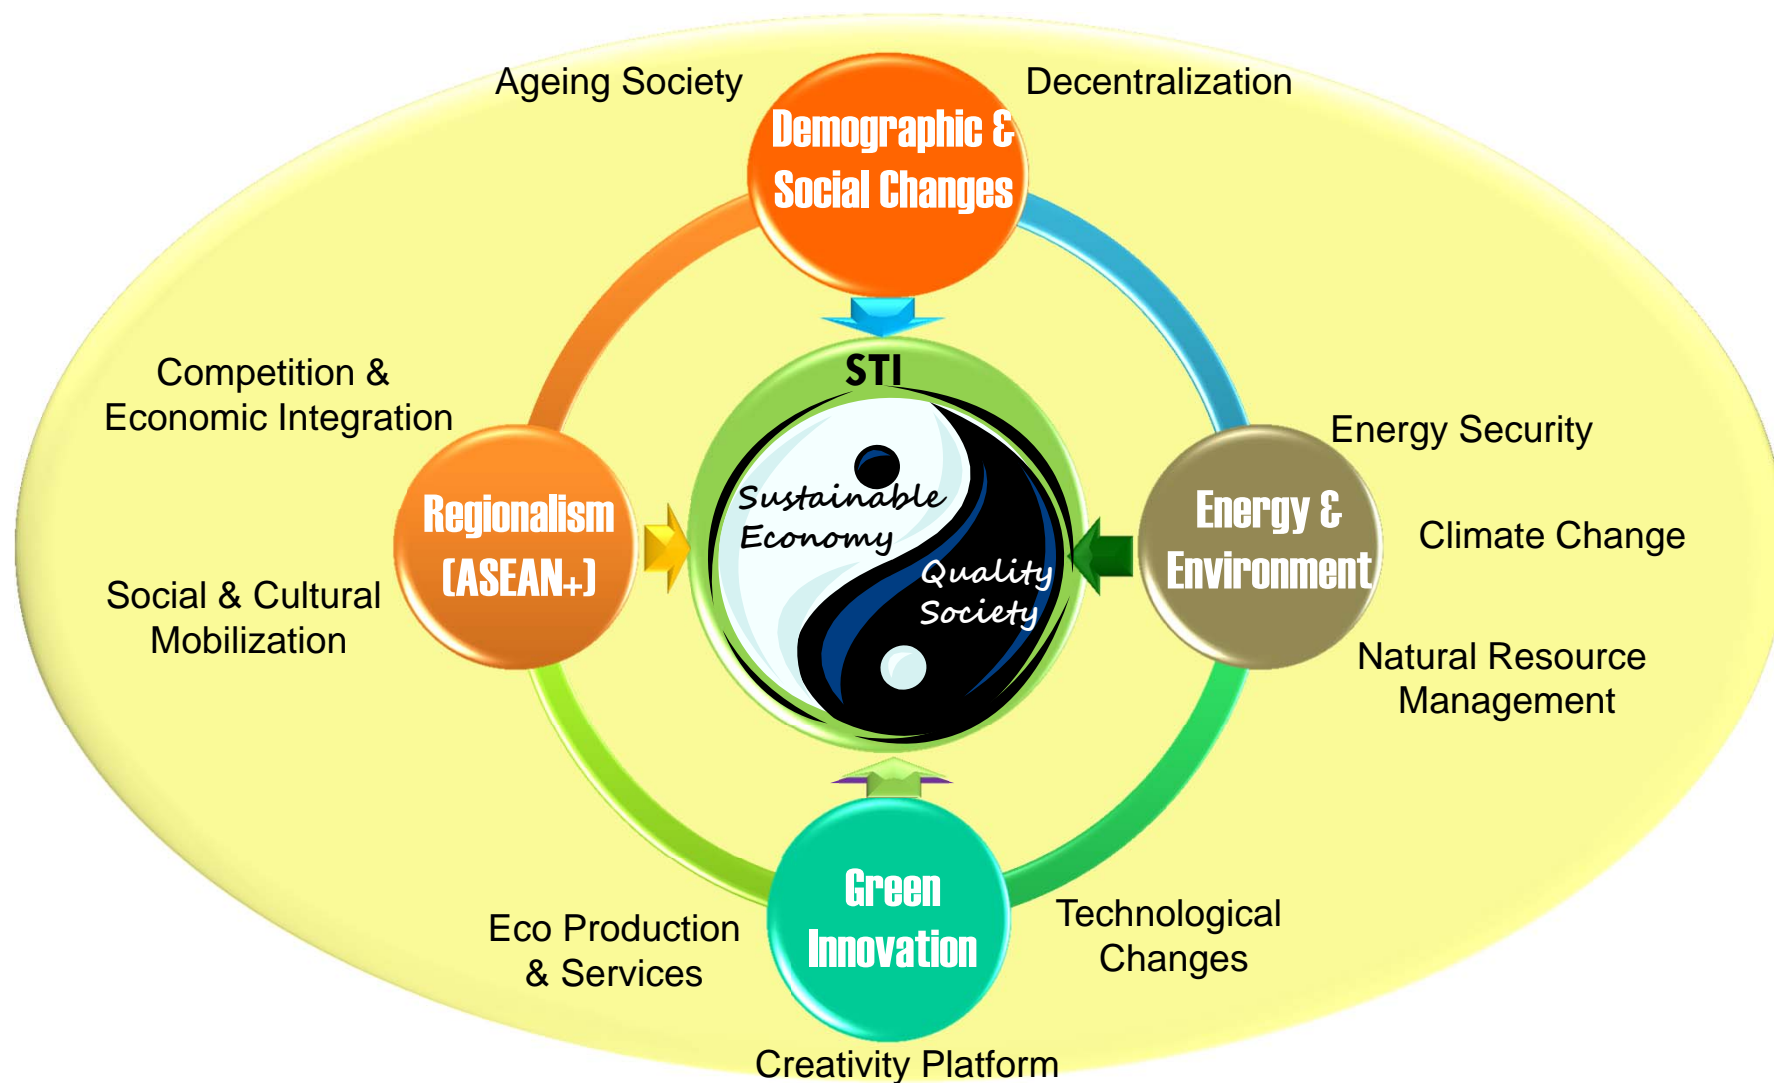 Ageing Society
Decentralization
Demographic &
Social Changes
STI
Competition &
Economic Integration
Energy Security
Regionalism
(ASEAN+)
Sustainable
Economy
Quality
Society
Energy &
Environment
Climate Change
Social & Cultural
Mobilization
Natural Resource
Management
Green
Innovation
Eco Production
& Services
Technological
Changes
Creativity Platform